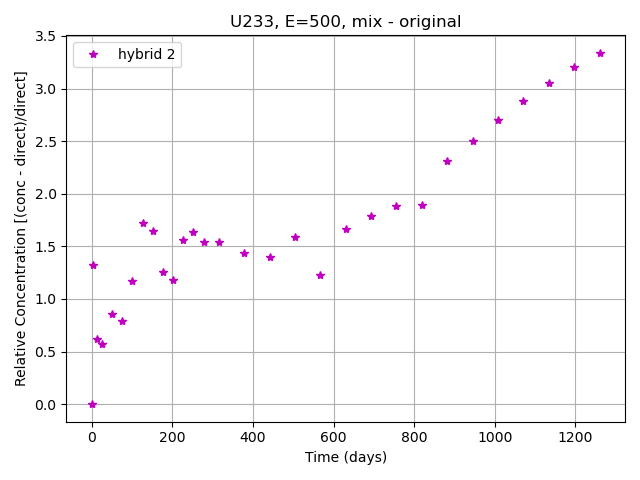 U233, E=500, mix - original
hybrid 2
Relative Concentration [(conc - direct)/direct]
3.5
3.0
2.5
2.0
1.5
1.0
0.5
0.0
0 200 400 600 800 1000 1200
Time (days)